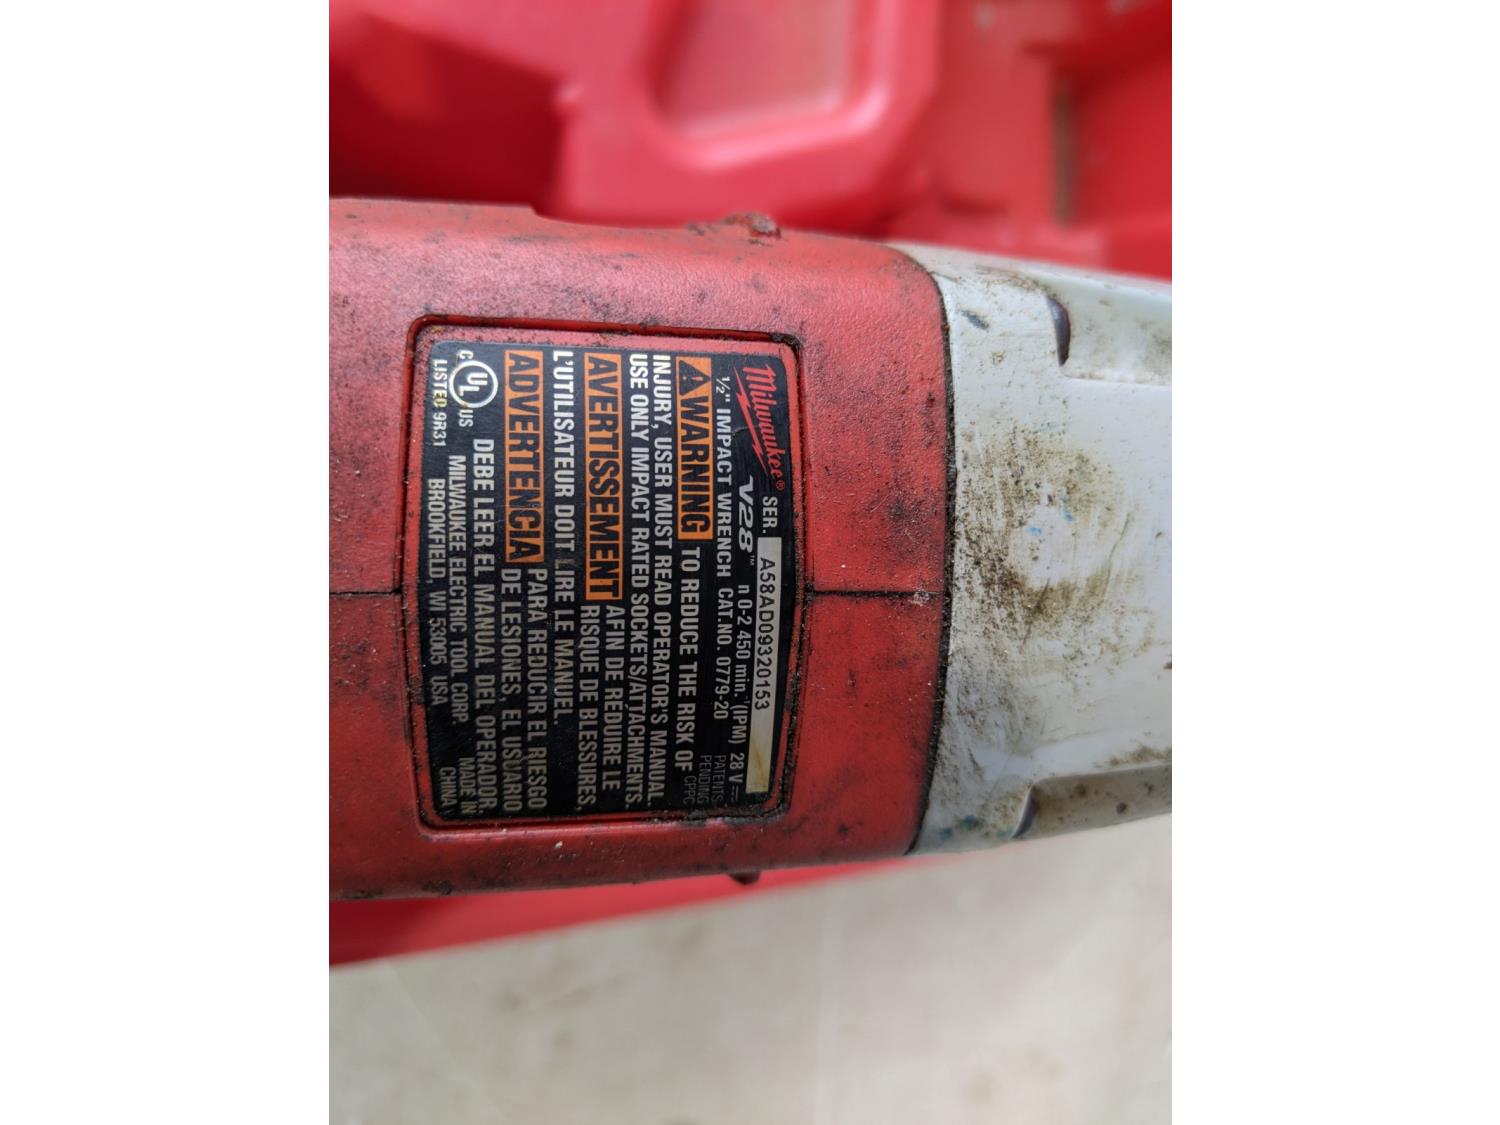 Milwaukee® SER. A58AD09320153
V28™ n 0-2 450 min.⁻¹(IPM) 28 V⎓
½" IMPACT WRENCH CAT.NO. 0779-20 PATENTS PENDING
⚠WARNING TO REDUCE THE RISK OF CPPC
INJURY, USER MUST READ OPERATOR'S MANUAL.
USE ONLY IMPACT RATED SOCKETS/ATTACHMENTS.
AVERTISSEMENT AFIN DE RÉDUIRE LE
RISQUE DE BLESSURES,
L'UTILISATEUR DOIT LIRE LE MANUEL.
ADVERTENCIA PARA REDUCIR EL RIESGO
DE LESIONES, EL USUARIO
DEBE LEER EL MANUAL DEL OPERADOR.
C UL US
LISTED 9R31
MILWAUKEE ELECTRIC TOOL CORP.
BROOKFIELD, WI 53005 USA
MADE IN
CHINA